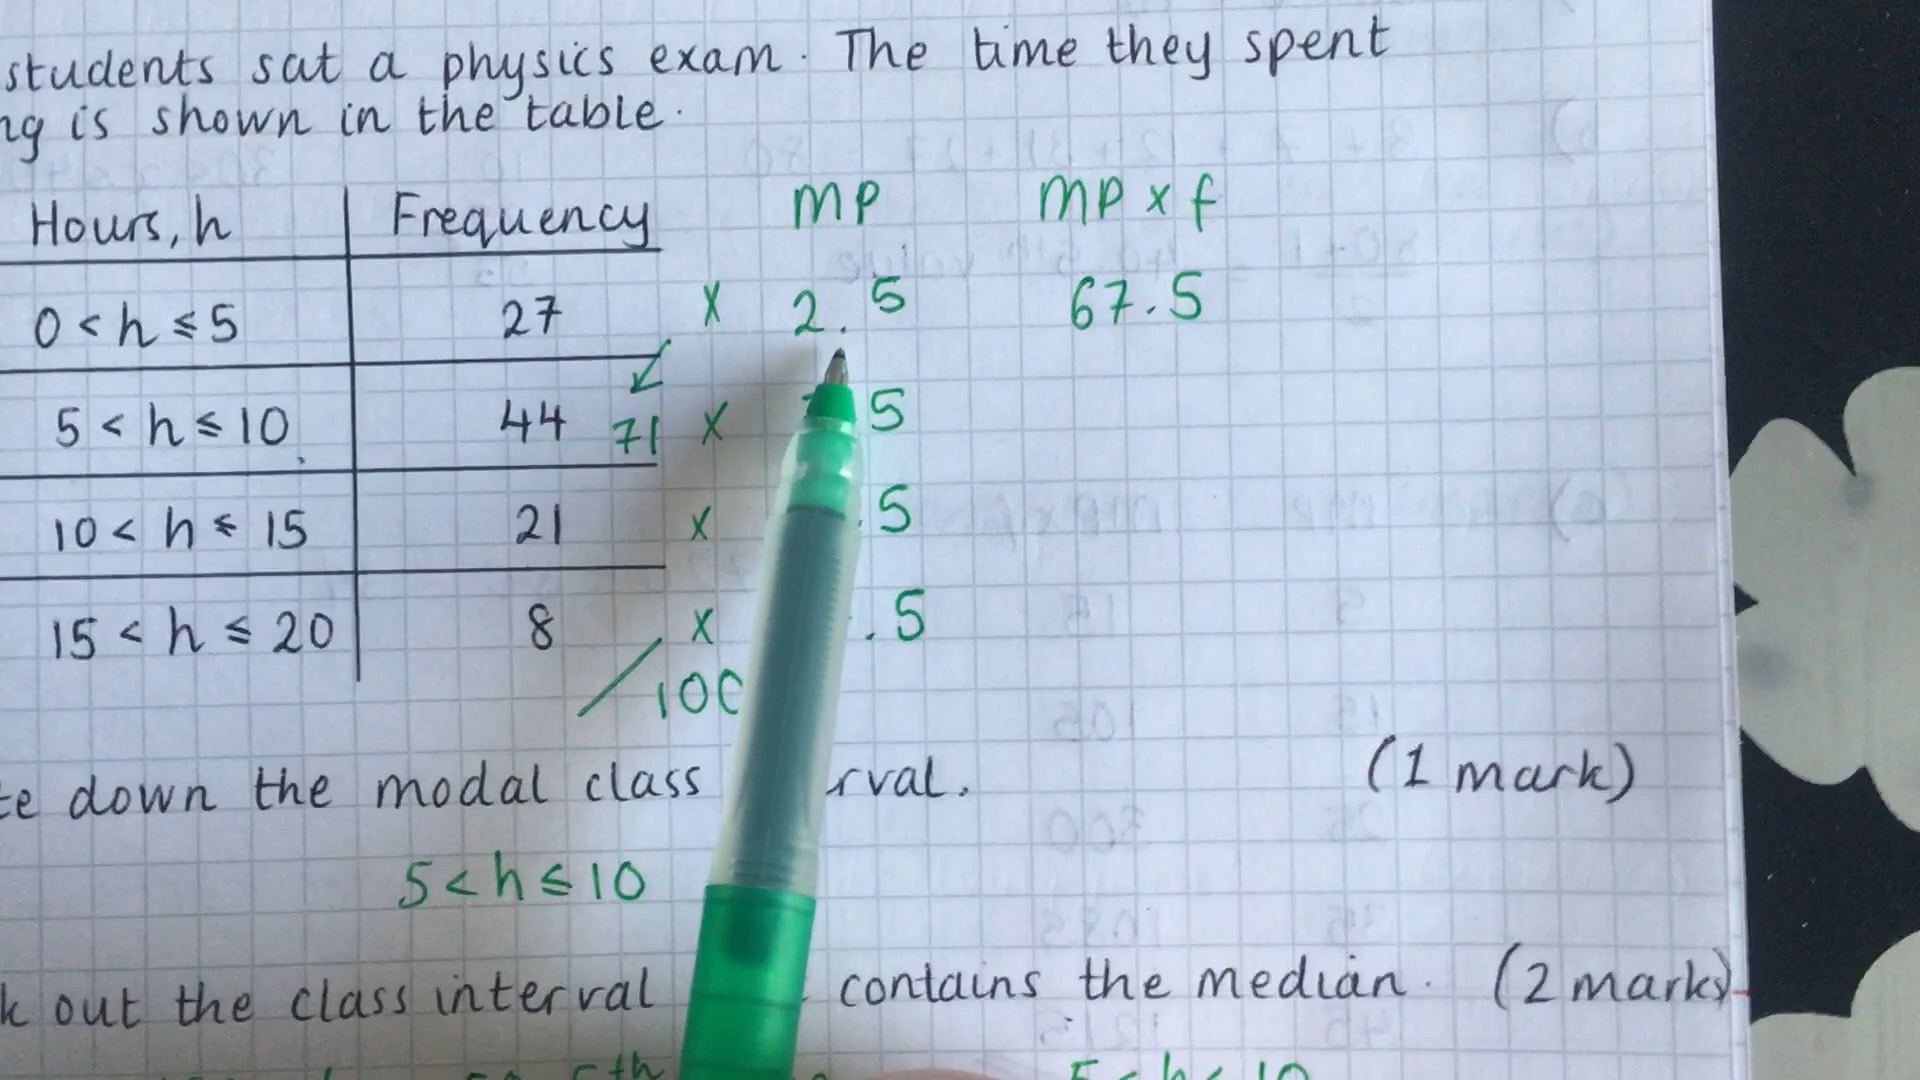 students sat a physics exam. The time they spent
ng is shown in the table.
Hours, h Frequency mp mp x f
0 < h ≤ 5 27 x 2.5 67.5
5 < h ≤ 10 44 71 x 5
10 < h ≤ 15 21 x .5
15 < h ≤ 20 8 x .5
100
te down the modal class rval. (1 mark)
5 < h ≤ 10
k out the class interval contains the median. (2 marks)
5 < h ≤ 10